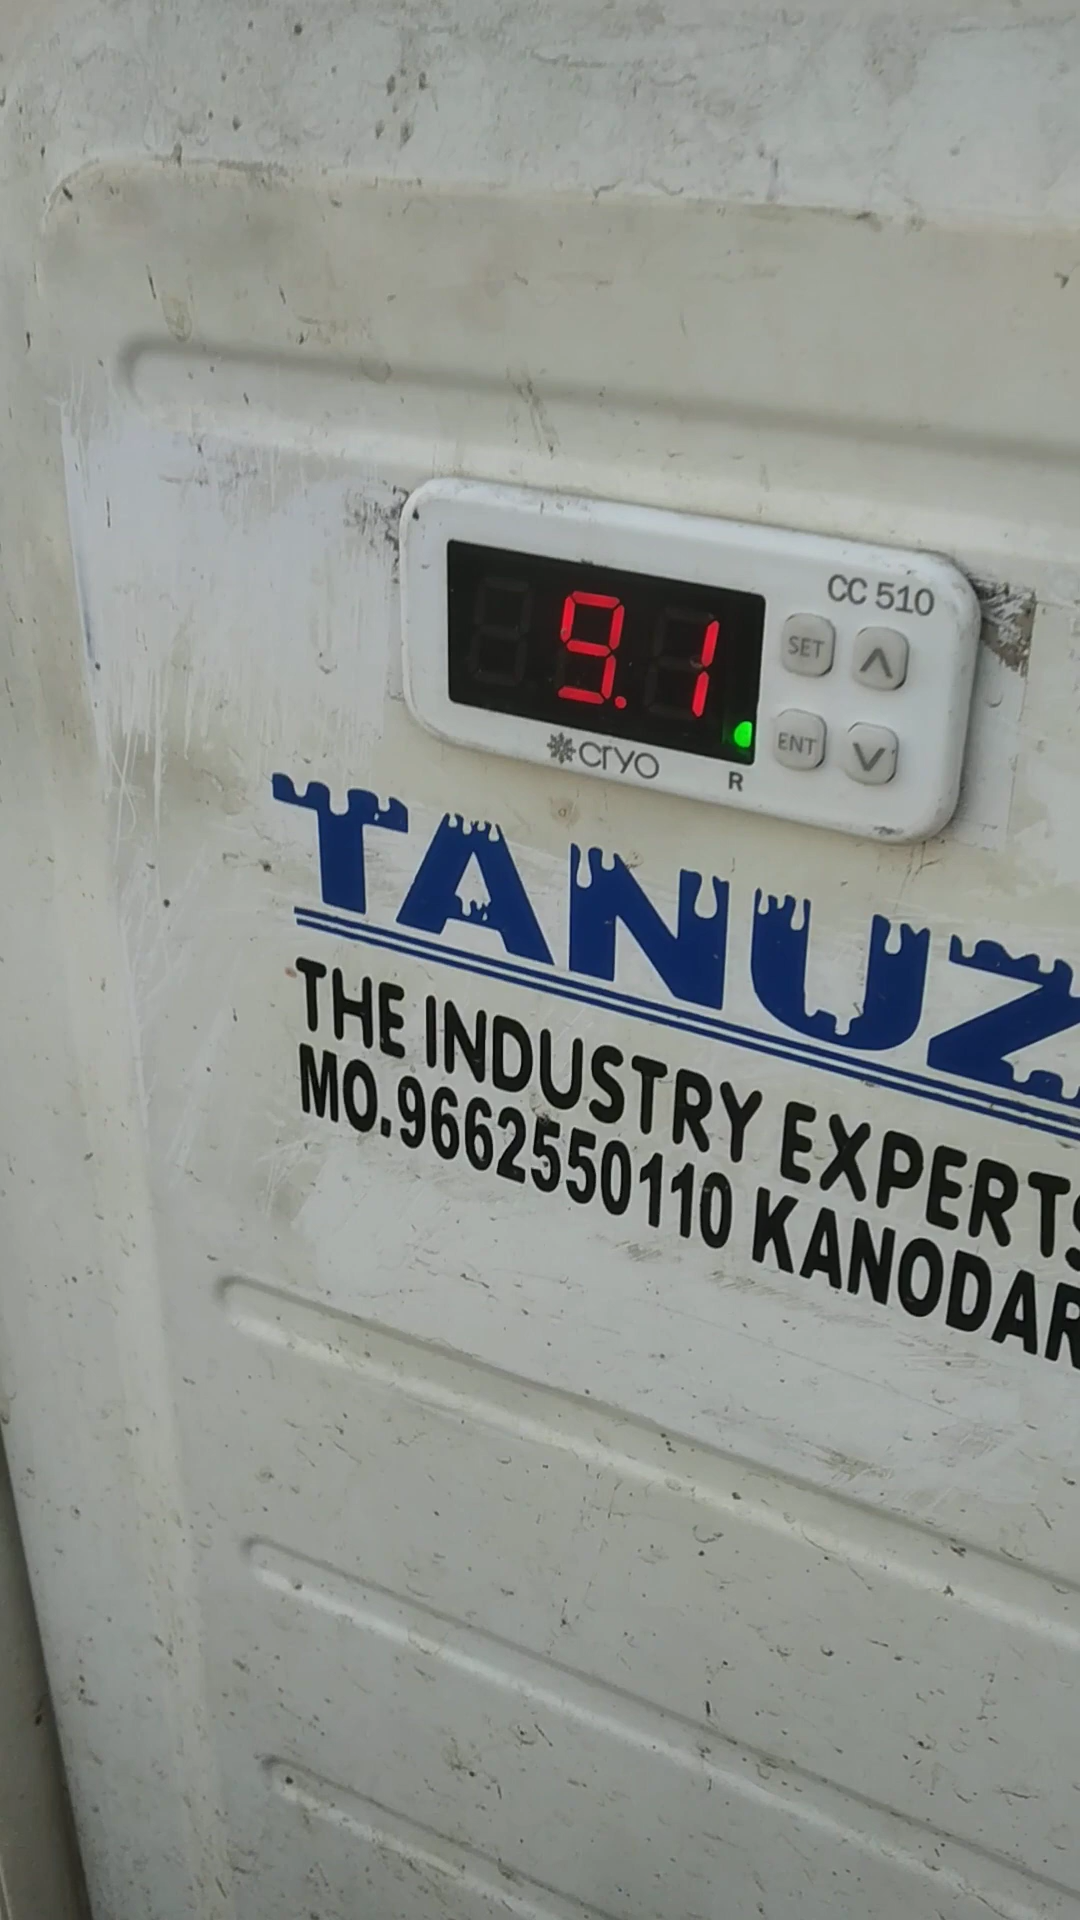 CC 510
9.1
SET
ENT
cryo
R
TANUZ
THE INDUSTRY EXPERTS
MO.9662550110 KANODAR